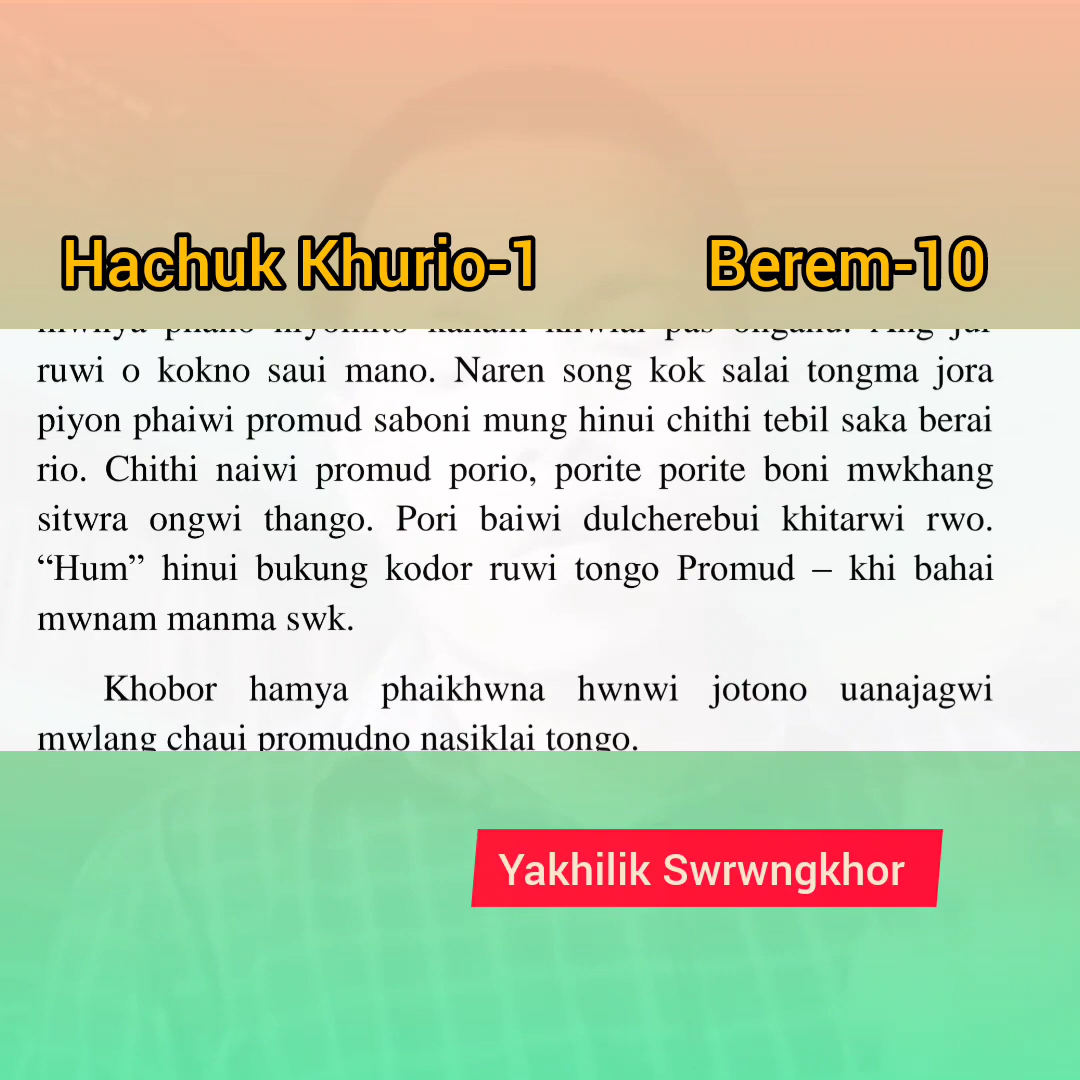 Hachuk Khurio-1 Berem-10
ruwi o kokno saui mano. Naren song kok salai tongma jora
piyon phaiwi promud saboni mung hinui chithi tebil saka berai
rio. Chithi naiwi promud porio, porite porite boni mwkhang
sitwra ongwi thango. Pori baiwi dulcherebui khitarwi rwo.
“Hum” hinui bukung kodor ruwi tongo Promud – khi bahai
mwnam manma swk.
Khobor hamya phaikhwna hwnwi jotono uanajagwi
mwlang chaui promudno nasiklai tongo.
Yakhilik Swrwngkhor